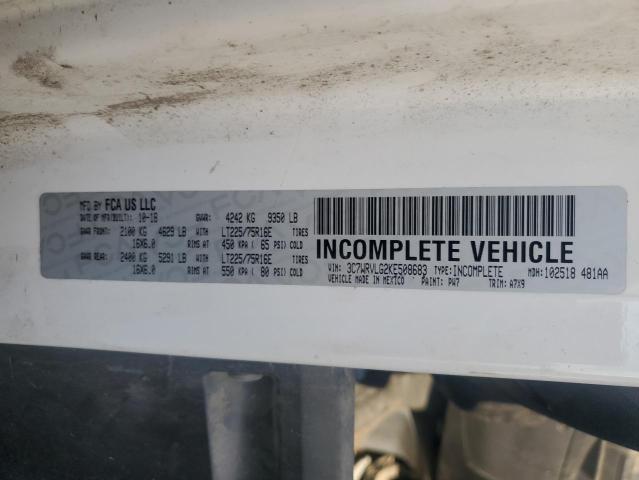 MFD BY FCA US LLC
DATE OF MFR(BUILT): 10-18 GVWR: 4242 KG 9350 LB
GAWR FRONT: 2100 KG 4629 LB WITH LT225/75R16E TIRES
16X6.0 RIMS AT 450 KPA ( 65 PSI) COLD
GAWR REAR: 2400 KG 5291 LB WITH LT225/75R16E TIRES
16X6.0 RIMS AT 550 KPA ( 80 PSI) COLD
INCOMPLETE VEHICLE
VIN: 3C7WRVLG2KE508683 TYPE: INCOMPLETE MDH: 102518 481AA
VEHICLE MADE IN MEXICO PAINT: PW7 TRIM: A7X9